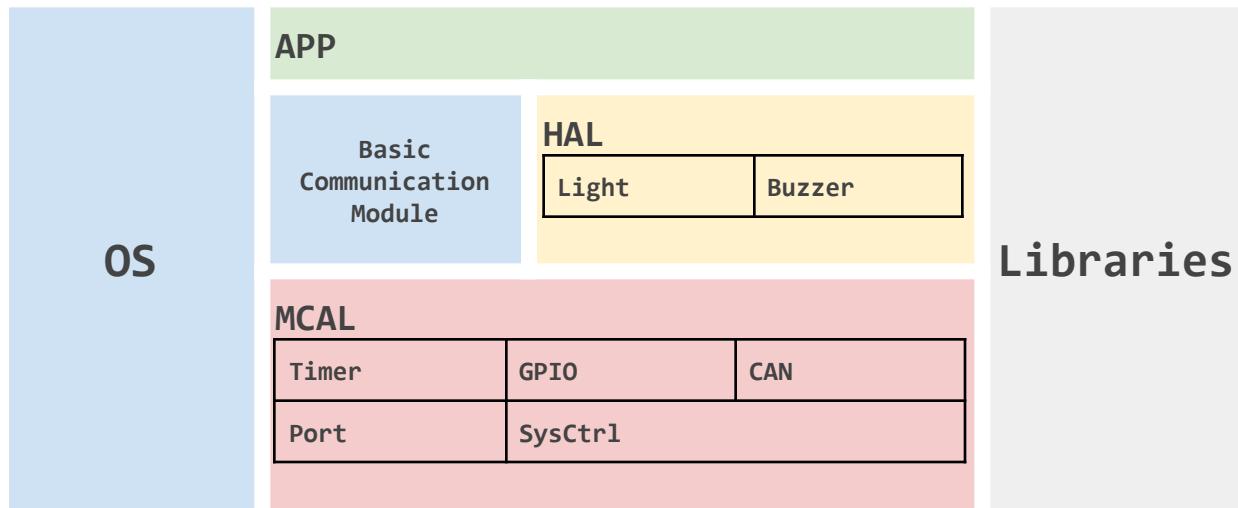 OS
APP
Basic
Communication
Module
HAL
Light
Buzzer
MCAL
Timer
GPIO
CAN
Port
SysCtrl
Libraries